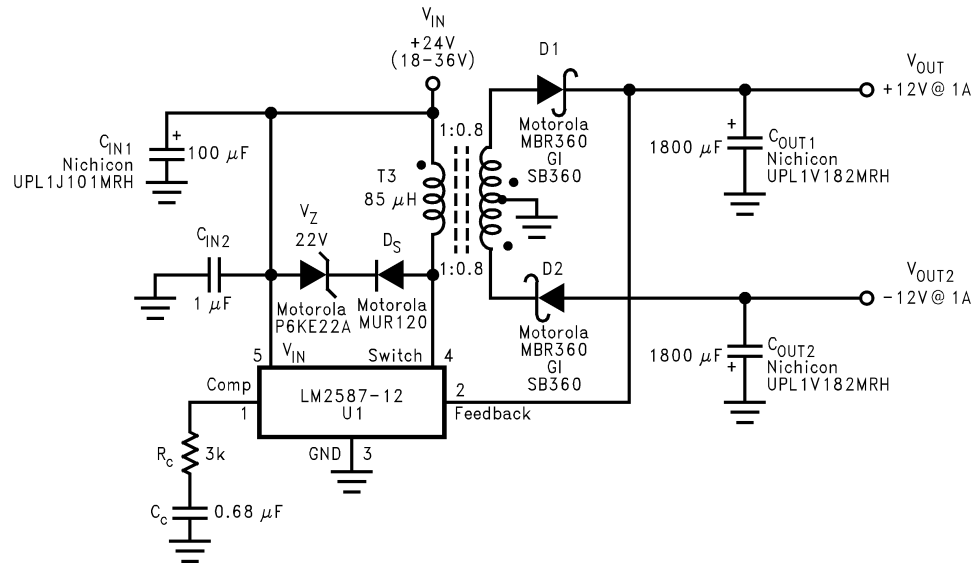 V_IN
+24V
(18-36V)
C_IN1
Nichicon
UPL1J101MRH
+
100 μF
C_IN2
1 μF
V_Z
22V
Motorola
P6KE22A
D_S
Motorola
MUR120
T3
85 μH
1:0.8
1:0.8
D1
Motorola
MBR360
GI
SB360
D2
Motorola
MBR360
GI
SB360
V_OUT
+12V@ 1A
+
1800 μF
C_OUT1
Nichicon
UPL1V182MRH
V_OUT2
-12V@ 1A
1800 μF
+
C_OUT2
Nichicon
UPL1V182MRH
5
V_IN
Switch
4
Comp
1
LM2587-12
U1
2
Feedback
GND
3
R_c
3k
C_c
0.68 μF